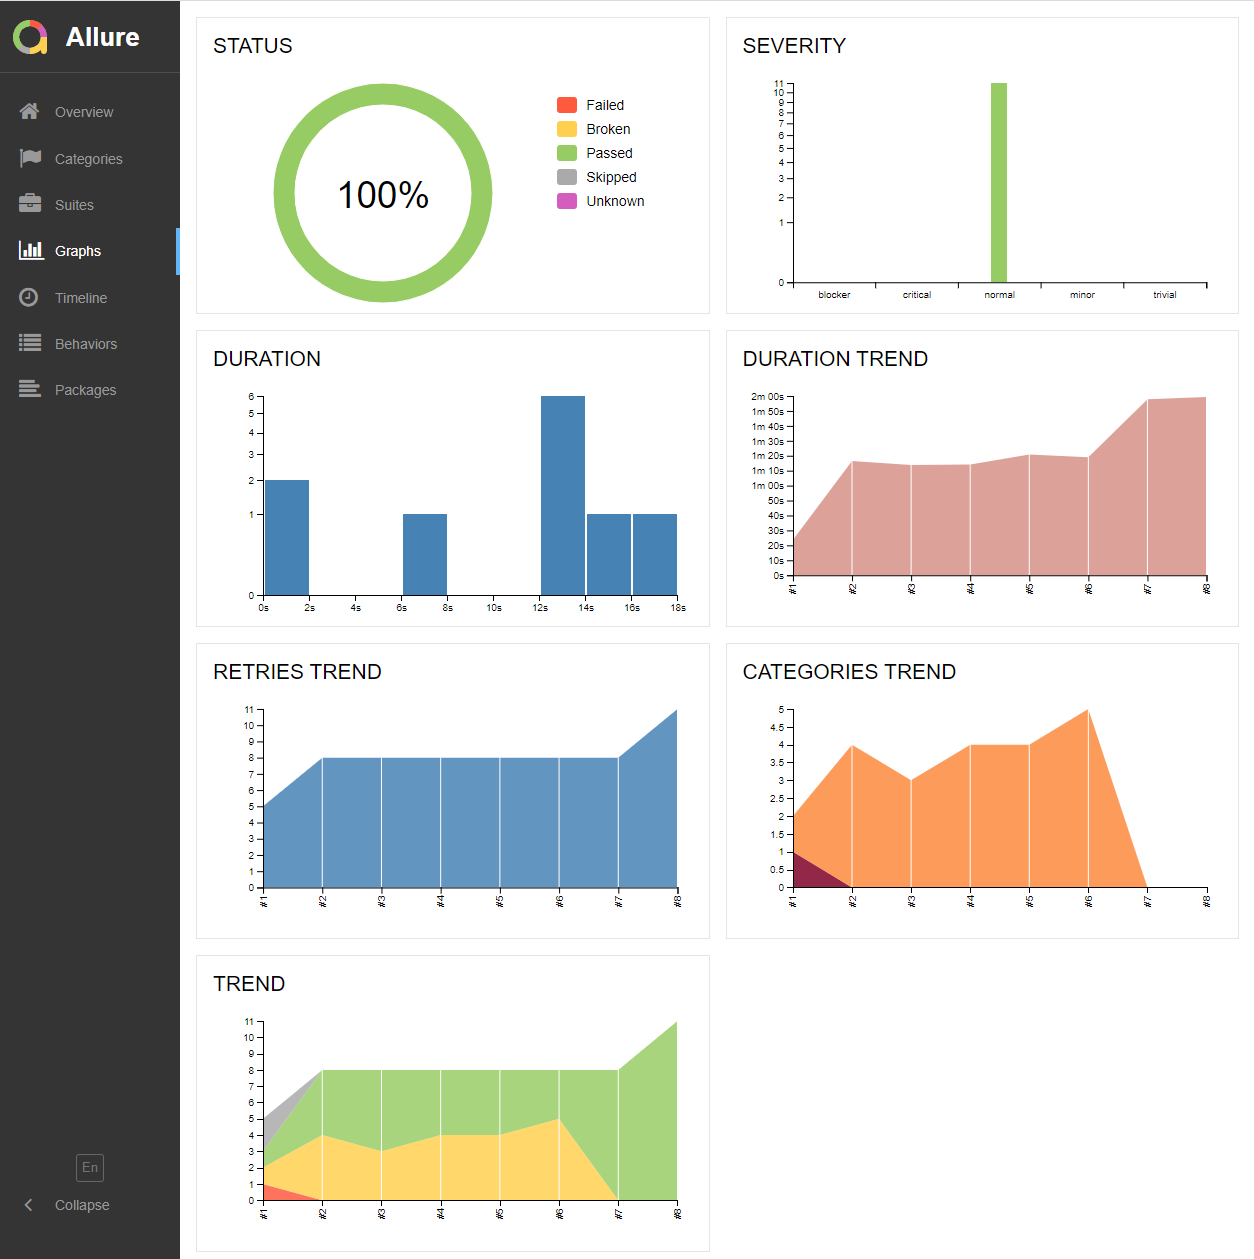 Allure
Overview
Categories
Suites
Graphs
Timeline
Behaviors
Packages
En
Collapse
STATUS
100%
Failed
Broken
Passed
Skipped
Unknown
SEVERITY
11
10
9
8
7
6
5
4
3
2
1
0
blocker critical normal minor trivial
DURATION
6
5
4
3
2
1
0
0s 2s 4s 6s 8s 10s 12s 14s 16s 18s
DURATION TREND
2m 00s
1m 50s
1m 40s
1m 30s
1m 20s
1m 10s
1m 00s
50s
40s
30s
20s
10s
0s
#1 #2 #3 #4 #5 #6 #7 #8
RETRIES TREND
11
10
9
8
7
6
5
4
3
2
1
0
#1 #2 #3 #4 #5 #6 #7 #8
CATEGORIES TREND
5
4.5
4
3.5
3
2.5
2
1.5
1
0.5
0
#1 #2 #3 #4 #5 #6 #7 #8
TREND
11
10
9
8
7
6
5
4
3
2
1
0
#1 #2 #3 #4 #5 #6 #7 #8